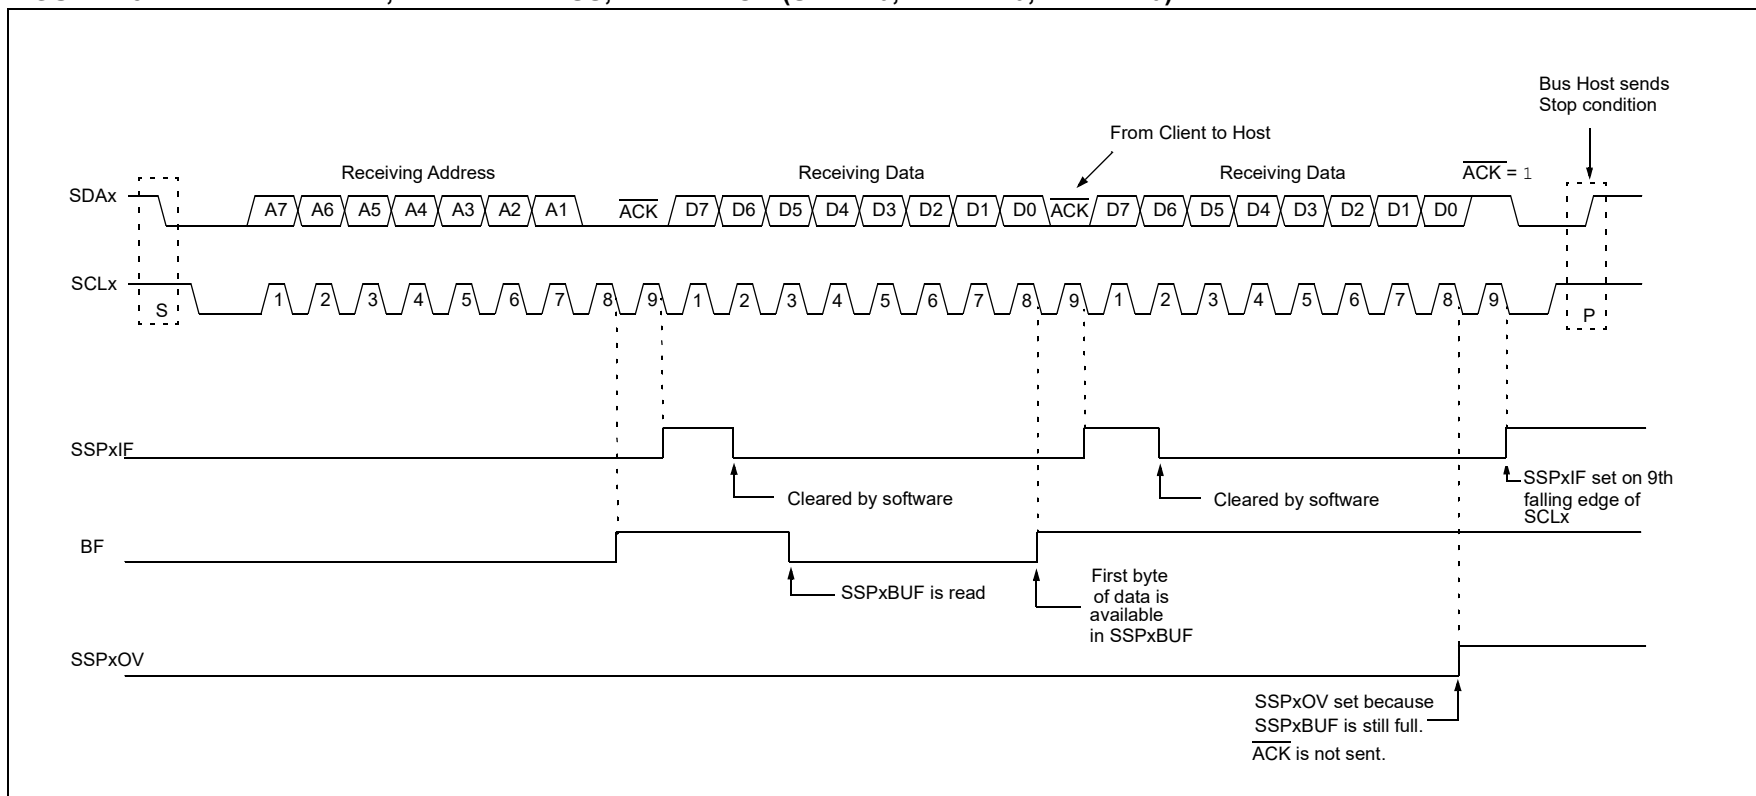 Bus Host sends
Stop condition
From Client to Host
Receiving Address
Receiving Data
Receiving Data
ACK = 1
SDAx
A7 A6 A5 A4 A3 A2 A1 ACK D7 D6 D5 D4 D3 D2 D1 D0 ACK D7 D6 D5 D4 D3 D2 D1 D0
SCLx
S 1 2 3 4 5 6 7 8 9 1 2 3 4 5 6 7 8 9 1 2 3 4 5 6 7 8 9 P
SSPxIF
Cleared by software
Cleared by software
SSPxIF set on 9th
falling edge of
SCLx
BF
SSPxBUF is read
First byte
of data is
available
in SSPxBUF
SSPxOV
SSPxOV set because
SSPxBUF is still full.
ACK is not sent.